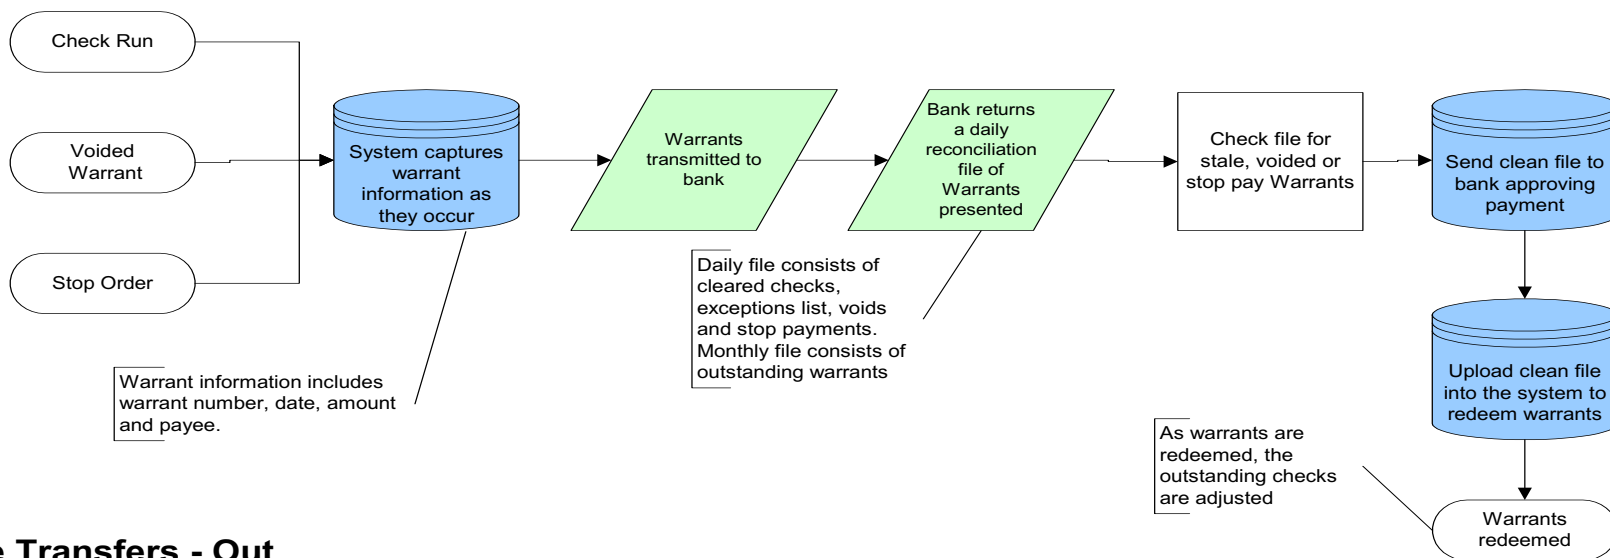 Check Run
Voided
Warrant
Stop Order
System captures
warrant
information as
they occur
Warrants
transmitted to
bank
Bank returns
a daily
reconciliation
file of
Warrants
presented
Check file for
stale, voided or
stop pay Warrants
Send clean file to
bank approving
payment
Daily file consists of
cleared checks,
exceptions list, voids
and stop payments.
Monthly file consists of
outstanding warrants
Warrant information includes
warrant number, date, amount
and payee.
Upload clean file
into the system to
redeem warrants
As warrants are
redeemed, the
outstanding checks
are adjusted
Warrants
redeemed
Transfers - Out